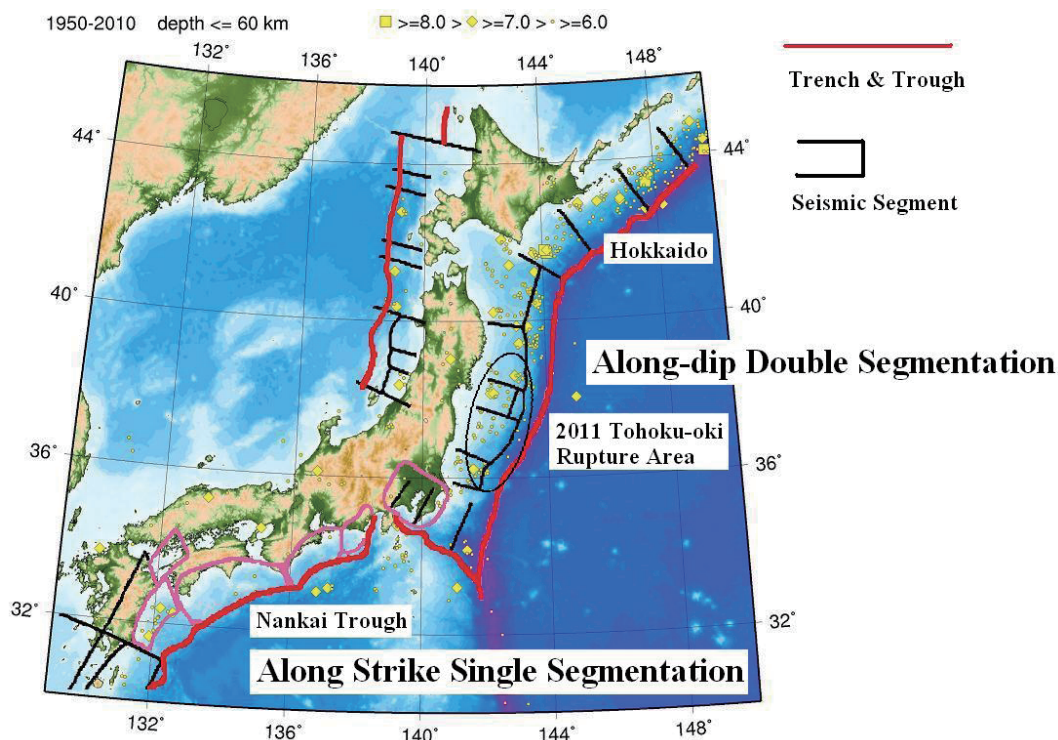 1950-2010 depth <= 60 km >=8.0 > >=7.0 > >=6.0
132° 136° 140° 144° 148°
Trench & Trough
44° 44°
Seismic Segment
Hokkaido
40° 40°
Along-dip Double Segmentation
2011 Tohoku-oki
Rupture Area
36° 36°
32° 32°
Nankai Trough
Along Strike Single Segmentation
132° 136° 140° 144° 148°